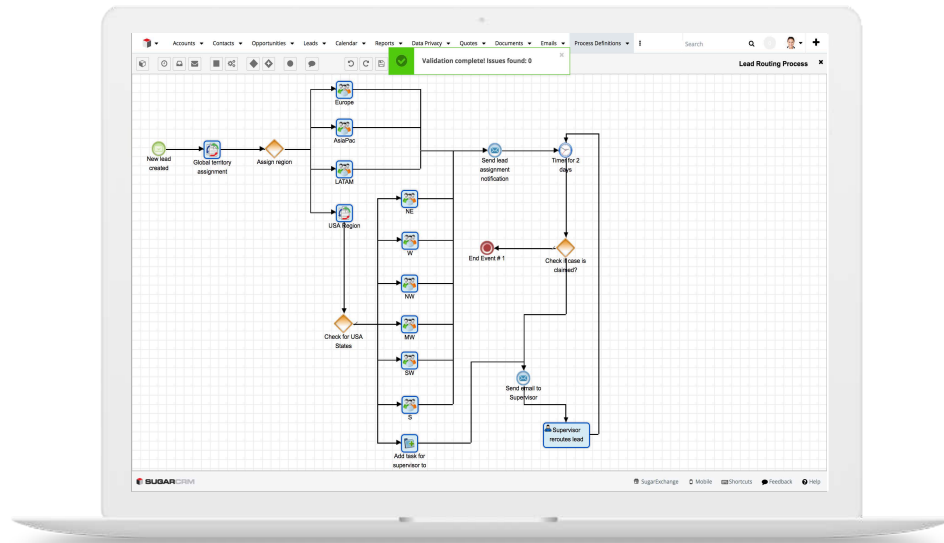 Accounts Contacts Opportunities Leads Calendar Reports Data Privacy Quotes Documents Emails Process Definitions Search
Validation complete! Issues found: 0
Lead Routing Process
Europe
AsiaPac
LATAM
New lead
created
Global territory
assignment
Assign region
USA Region
Send lead
assignment
notification
Timer for 2
days
NE
W
NW
MW
SW
S
End Event # 1
Check if case is
claimed?
Check for USA
States
Send email to
Supervisor
Supervisor
reroutes lead
Add task for
supervisor to
SUGARCRM
SugarExchange Mobile Shortcuts Feedback Help